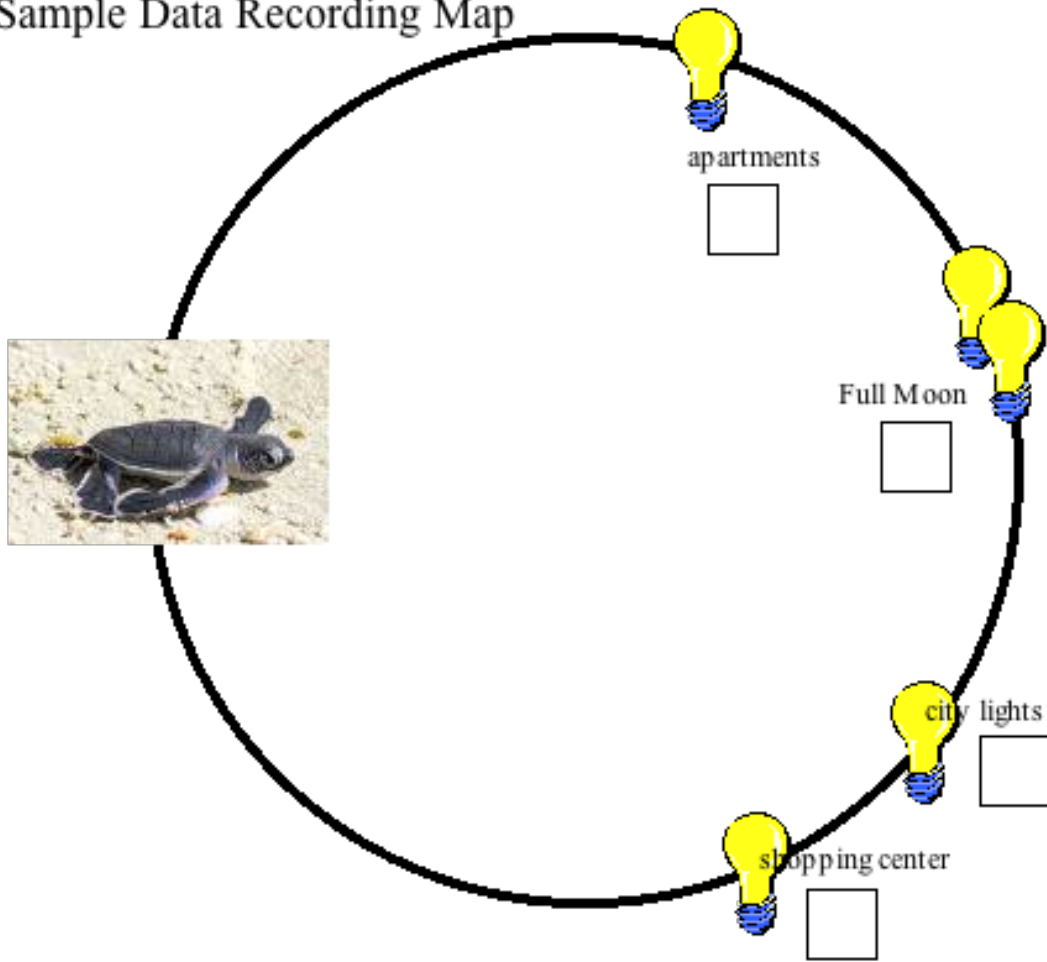 Sample Data Recording Map
apartments
Full Moon
city lights
shopping center